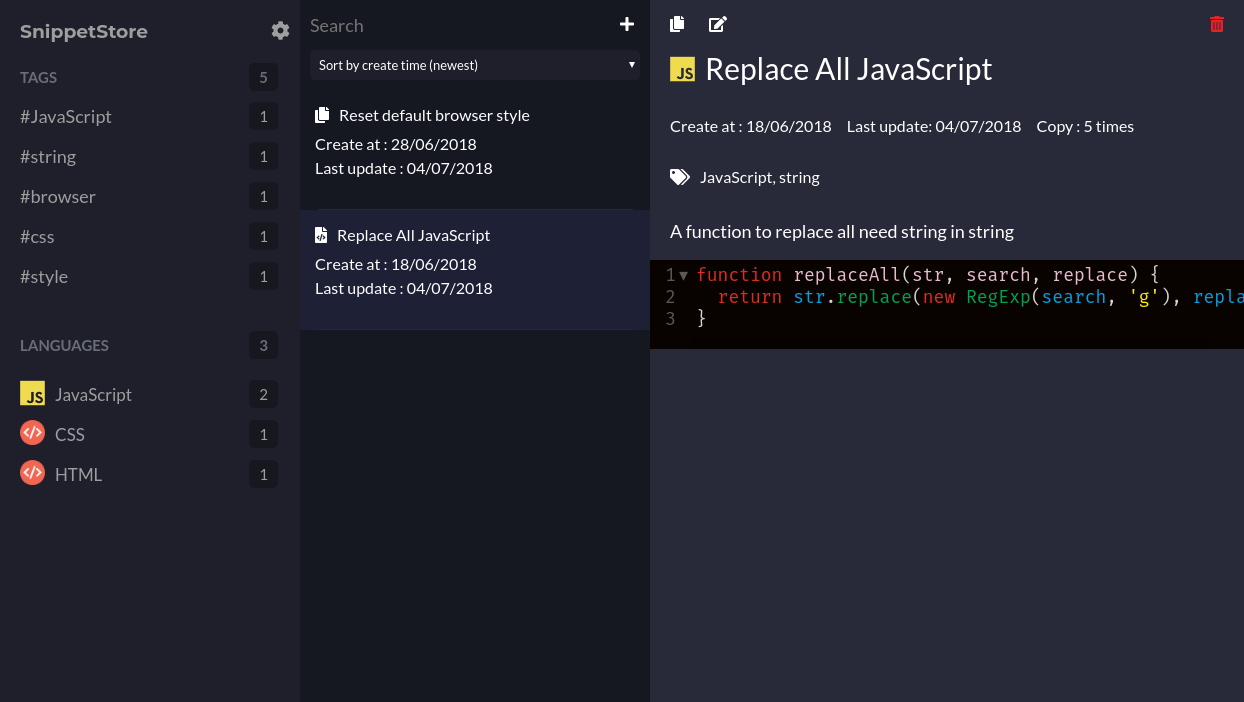 SnippetStore
TAGS 5
#JavaScript 1
#string 1
#browser 1
#css 1
#style 1
LANGUAGES 3
JS JavaScript 2
CSS 1
HTML 1
Search
Sort by create time (newest)
Reset default browser style
Create at : 28/06/2018
Last update : 04/07/2018
Replace All JavaScript
Create at : 18/06/2018
Last update : 04/07/2018
JS Replace All JavaScript
Create at : 18/06/2018 Last update: 04/07/2018 Copy : 5 times
JavaScript, string
A function to replace all need string in string
1 function replaceAll(str, search, replace) {
2 return str.replace(new RegExp(search, 'g'), repla
3 }